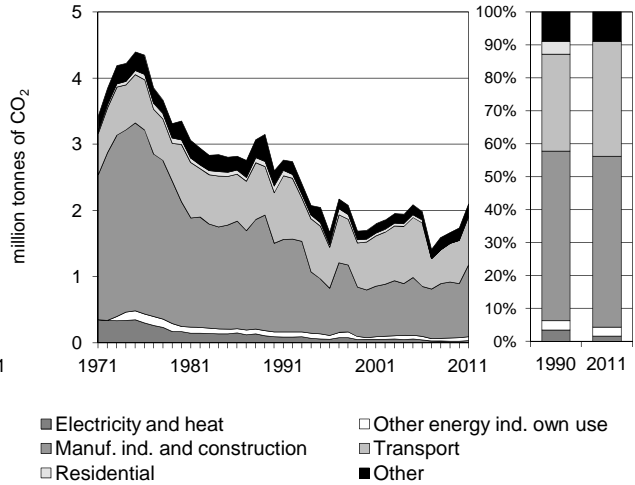 million tonnes of CO2
5
4
3
2
1
0
1971 1981 1991 2001 2011
100%
90%
80%
70%
60%
50%
40%
30%
20%
10%
0%
1990 2011
1
Electricity and heat
Other energy ind. own use
Manuf. ind. and construction
Transport
Residential
Other